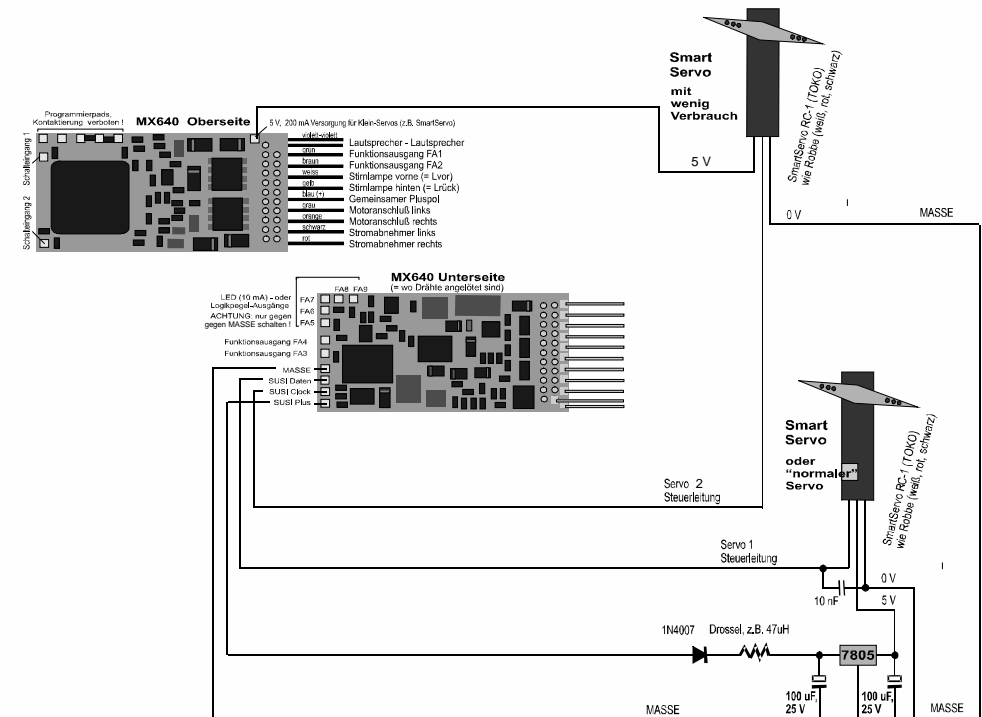 Smart
Servo
mit
wenig
Verbrauch
SmartServo RC-1 (TOKO)
wie Robbe (weiß, rot, schwarz)
5 V
0 V
MASSE
Programmierpads,
Kontaktierung verboten !
MX640 Oberseite
5 V, 200 mA Versorgung für Klein-Servos (z.B. SmartServo)
Schalteingang 1
Schalteingang 2
violett-violett
Lautsprecher - Lautsprecher
grün
Funktionsausgang FA1
braun
Funktionsausgang FA2
weiss
Stirnlampe vorne (= Lvor)
gelb
Stirnlampe hinten (= Lrück)
blau (+)
Gemeinsamer Pluspol
grau
Motoranschluß links
orange
Motoranschluß rechts
schwarz
Stromabnehmer links
rot
Stromabnehmer rechts
MX640 Unterseite
(= wo Drähte angelötet sind)
FA8 FA9
LED (10 mA) - oder
Logikpegel-Ausgänge
ACHTUNG: nur gegen
gegen MASSE schalten !
FA7
FA6
FA5
Funktionsausgang FA4
Funktionsausgang FA3
MASSE
SUSI Daten
SUSI Clock
SUSI Plus
Smart
Servo
oder
“normaler”
Servo
SmartServo RC-1 (TOKO)
wie Robbe (weiß, rot, schwarz)
Servo 2
Steuerleitung
Servo 1
Steuerleitung
0 V
10 nF
5 V
1N4007
Drossel, z.B. 47uH
7805
100 uF,
25 V
100 uF,
25 V
MASSE
MASSE